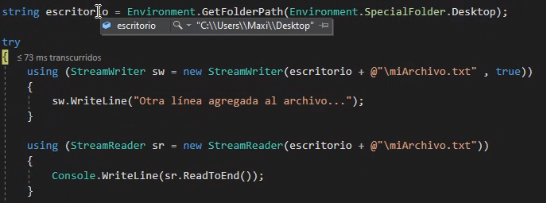 string escritorio = Environment.GetFolderPath(Environment.SpecialFolder.Desktop);
escritorio "C:\\Users\\Maxi\\Desktop"
try
{ ≤ 73 ms transcurridos
using (StreamWriter sw = new StreamWriter(escritorio + @"\miArchivo.txt" , true))
{
sw.WriteLine("Otra línea agregada al archivo...");
}
using (StreamReader sr = new StreamReader(escritorio + @"\miArchivo.txt"))
{
Console.WriteLine(sr.ReadToEnd());
}